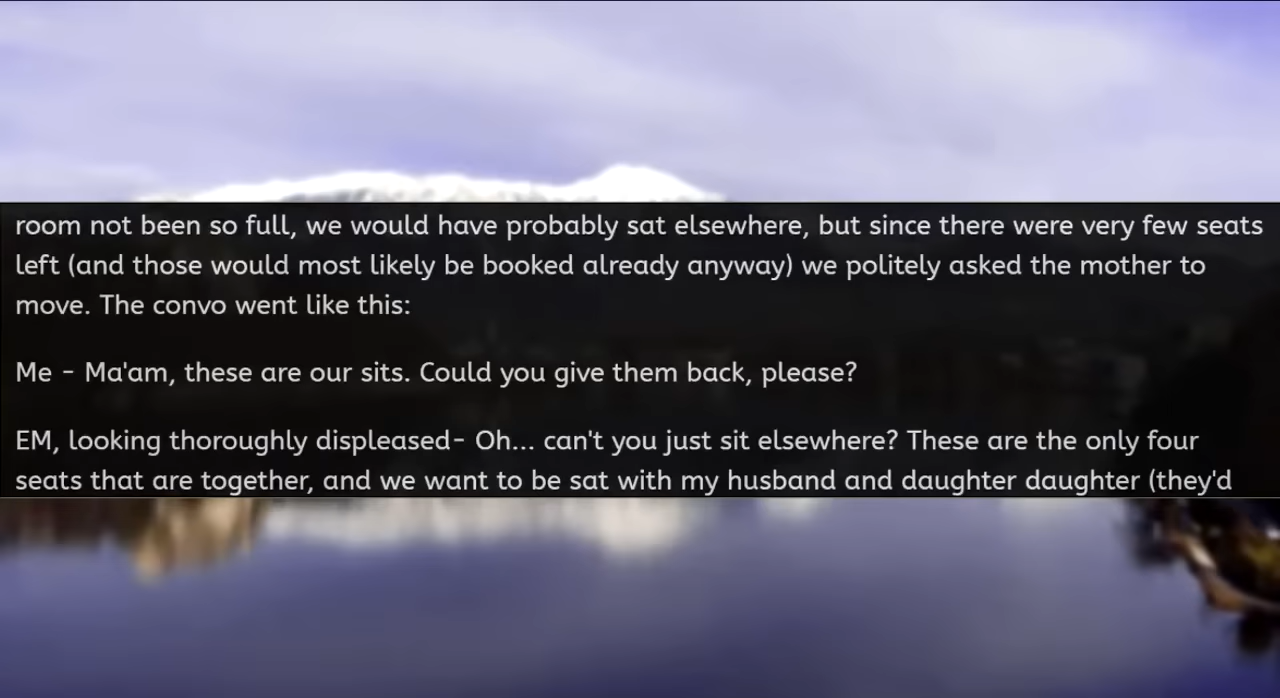 room not been so full, we would have probably sat elsewhere, but since there were very few seats
left (and those would most likely be booked already anyway) we politely asked the mother to
move. The convo went like this:
Me - Ma'am, these are our sits. Could you give them back, please?
EM, looking thoroughly displeased- Oh... can't you just sit elsewhere? These are the only four
seats that are together, and we want to be sat with my husband and daughter daughter (they'd